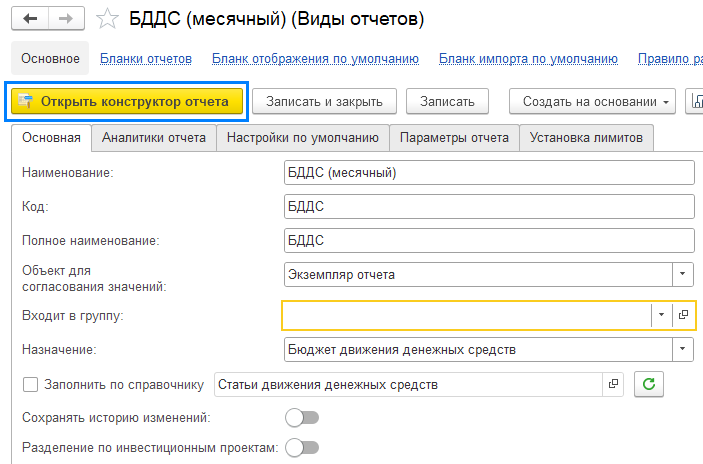 БДДС (месячный) (Виды отчетов)
Основное Бланки отчетов Бланк отображения по умолчанию Бланк импорта по умолчанию Правило
Открыть конструктор отчета Записать и закрыть Записать Создать на основании
Основная Аналитики отчета Настройки по умолчанию Параметры отчета Установка лимитов
Наименование: БДДС (месячный)
Код: БДДС
Полное наименование: БДДС
Объект для
согласования значений: Экземпляр отчета
Входит в группу:
Назначение: Бюджет движения денежных средств
Заполнить по справочнику Статьи движения денежных средств
Сохранять историю изменений:
Разделение по инвестиционным проектам: